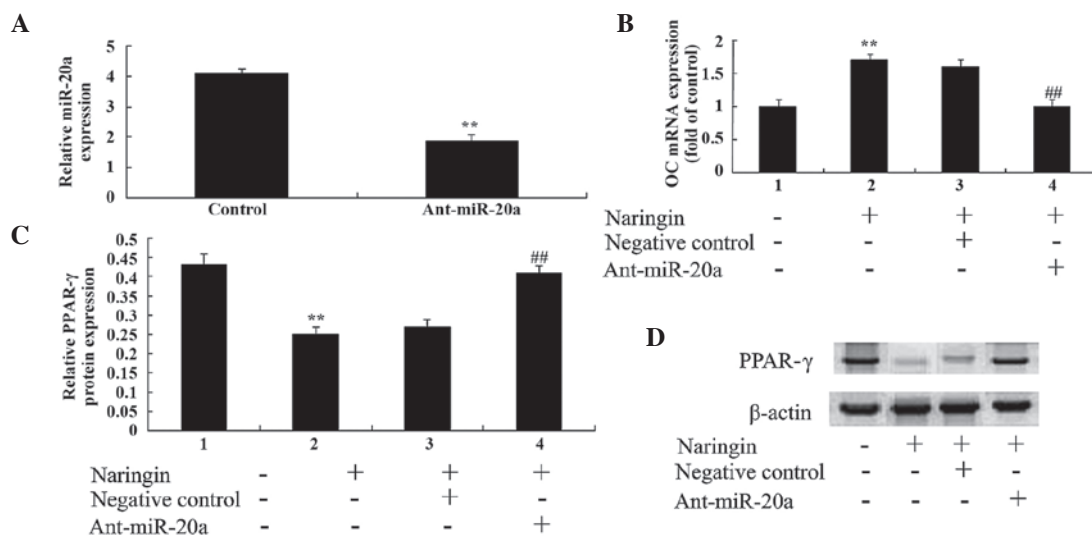 A
Relative miR-20a
expression
5
4
3
2
1
0
**
Control
Ant-miR-20a
B
OC mRNA expression
(fold of control)
2
1.5
1
0.5
0
**
##
1
2
3
4
Naringin - + + +
Negative control - - + -
Ant-miR-20a - - - +
C
Relative PPAR-γ
protein expression
0.5
0.45
0.4
0.35
0.3
0.25
0.2
0.15
0.1
0.05
0
**
##
1
2
3
4
Naringin - + + +
Negative control - - + -
Ant-miR-20a - - - +
D
PPAR-γ
β-actin
Naringin - + + +
Negative control - - + -
Ant-miR-20a - - - +